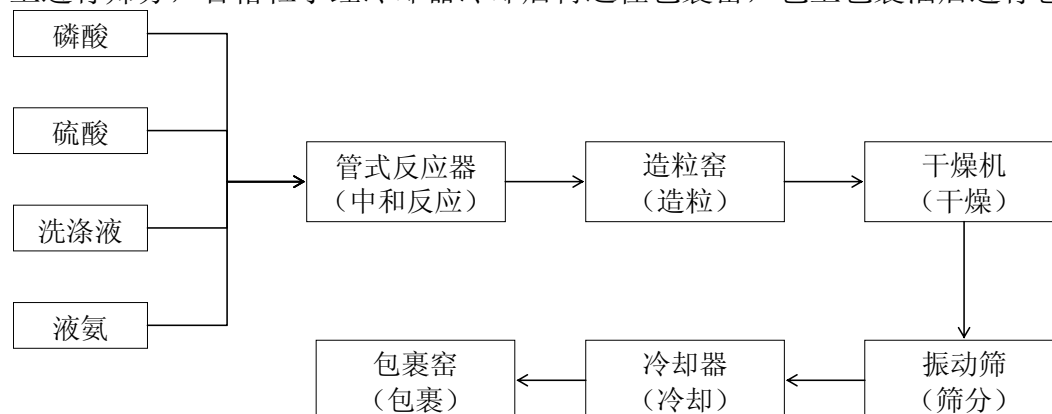 磷酸
硫酸
洗涤液
液氨
管式反应器
（中和反应）
造粒窑
（造粒）
干燥机
（干燥）
振动筛
（筛分）
冷却器
（冷却）
包裹窑
（包裹）